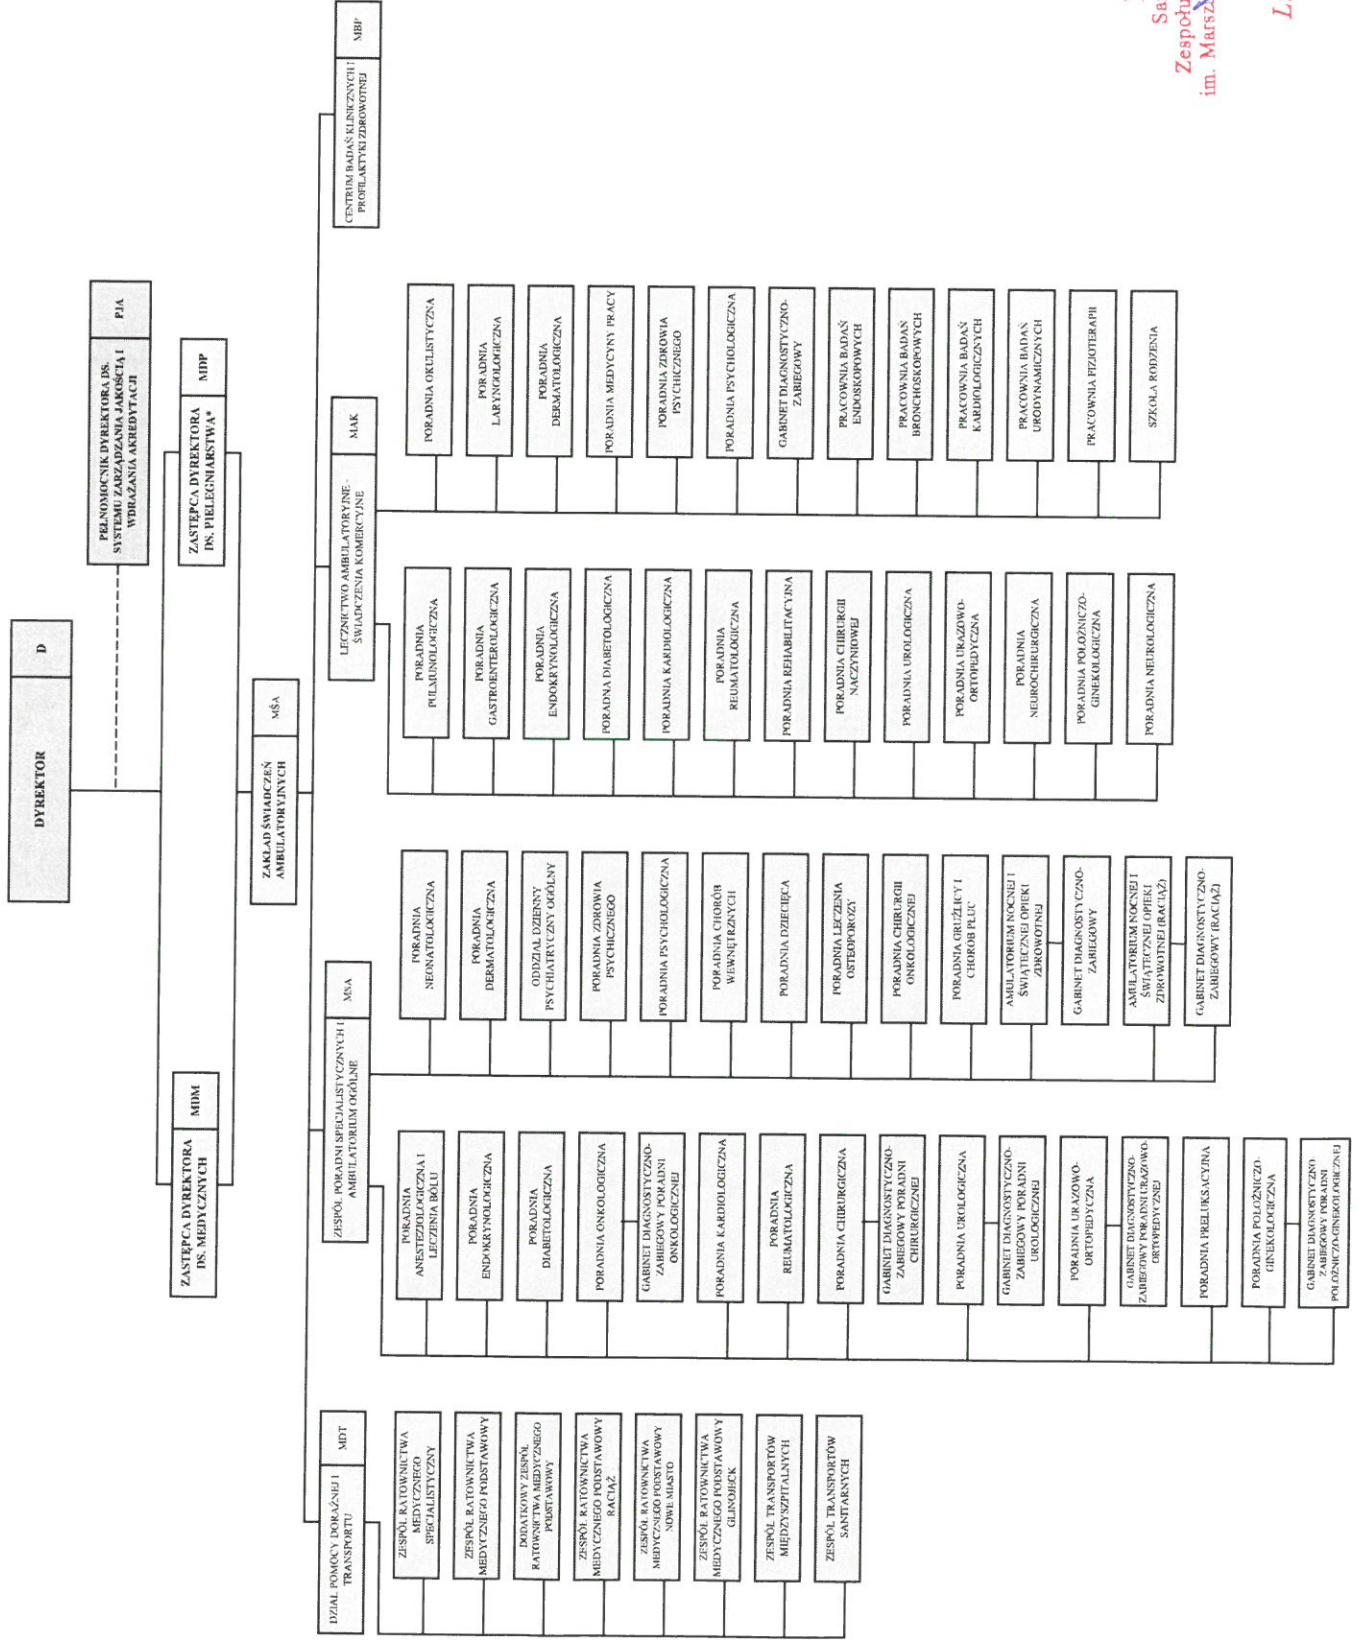 DYREKTOR
D
PEŁNOMOCNIK DYREKTORA DS.
SYSTEMU ZARZĄDZANIA JAKOŚCIĄ I
WDRAŻANIA AKREDYTACJI
PJA
ZASTĘPCA DYREKTORA
DS. MEDYCZNYCH
MDM
ZASTĘPCA DYREKTORA
DS. PIELEGNIARSTWA*
MDP
ZAKŁAD ŚWIADCZEŃ
AMBULATORYJNYCH
MŚA
DZIAŁ POMOCY DORAŹNEJ I
TRANSPORTU
MDT
ZESPÓŁ RATOWNICTWA
MEDYCZNEGO
SPECJALISTYCZNY
ZESPÓŁ RATOWNICTWA
MEDYCZNEGO PODSTAWOWY
DODATKOWY ZESPÓŁ
RATOWNICTWA MEDYCZNEGO
PODSTAWOWY
ZESPÓŁ RATOWNICTWA
MEDYCZNEGO PODSTAWOWY
RACIĄŻ
ZESPÓŁ RATOWNICTWA
MEDYCZNEGO PODSTAWOWY
NOWE MIASTO
ZESPÓŁ RATOWNICTWA
MEDYCZNEGO PODSTAWOWY
GLINOJECK
ZESPÓŁ TRANSPORTÓW
MIĘDZYSZPITALNYCH
ZESPÓŁ TRANSPORTÓW
SANITARNYCH
ZESPÓŁ PORADNI SPECJALISTYCZNYCH I
AMBULATORIUM OGÓLNE
MSA
PORADNIA
ANESTEZJOLOGICZNA I
LECZENIA BÓLU
PORADNIA
ENDOKRYNOLOGICZNA
PORADNIA
DIABETOLOGICZNA
PORADNIA ONKOLOGICZNA
GABINET DIAGNOSTYCZNO-
ZABIEGOWY PORADNI
ONKOLOGICZNEJ
PORADNIA KARDIOLOGICZNA
PORADNIA
REUMATOLOGICZNA
PORADNIA CHIRURGICZNA
GABINET DIAGNOSTYCZNO-
ZABIEGOWY PORADNI
CHIRURGICZNEJ
PORADNIA UROLOGICZNA
GABINET DIAGNOSTYCZNO-
ZABIEGOWY PORADNI
UROLOGICZNEJ
PORADNIA URAZOWO-
ORTOPEDYCZNA
GABINET DIAGNOSTYCZNO-
ZABIEGOWY PORADNI URAZOWO-
ORTOPEDYCZNEJ
PORADNIA PRELUKSACYJNA
PORADNIA POŁOŻNICZO-
GINEKOLOGICZNA
GABINET DIAGNOSTYCZNO
ZABIEGOWY PORADNI
POŁOŻNICZO-GINEKOLOGICZNEJ
PORADNIA
NEONATOLOGICZNA
PORADNIA
DERMATOLOGICZNA
ODDZIAŁ DZIENNY
PSYCHIATRYCZNY OGÓLNY
PORADNIA ZDROWIA
PSYCHICZNEGO
PORADNIA PSYCHOLOGICZNA
PORADNIA CHORÓB
WEWNĘTRZNYCH
PORADNIA DZIECIĘCA
PORADNIA LECZENIA
OSTEOPOROZY
PORADNIA CHIRURGII
ONKOLOGICZNEJ
PORADNIA GRUŹLICY I
CHORÓB PŁUC
AMULATORIUM NOCNEJ I
ŚWIĄTECZNEJ OPIEKI
ZDROWOTNEJ
GABINET DIAGNOSTYCZNO-
ZABIEGOWY
AMULATORIUM NOCNEJ I
ŚWIĄTECZNEJ OPIEKI
ZDROWOTNEJ (RACIĄŻ)
GABINET DIAGNOSTYCZNO-
ZABIEGOWY (RACIĄŻ)
LECZNICTWO AMBULATORYJNE -
ŚWIADCZENIA KOMERCYJNE
MAK
PORADNIA
PULMUNOLOGICZNA
PORADNIA
GASTROENTEROLOGICZNA
PORADNIA
ENDOKRYNOLOGICZNA
PORADNA DIABETOLOGICZNA
PORADNIA KARDIOLOGICZNA
PORADNIA
REUMATOLOGICZNA
PORADNIA REHABILITACYJNA
PORADNIA CHIRURGII
NACZYNIOWEJ
PORADNIA UROLOGICZNA
PORADNIA URAZOWO-
ORTOPEDYCZNA
PORADNIA
NEUROCHIRURGICZNA
PORADNIA POŁOŻNICZO-
GINEKOLOGICZNA
PORADNIA NEUROLOGICZNA
PORADNIA OKULISTYCZNA
PORADNIA
LARYNGOLOGICZNA
PORADNIA
DERMATOLOGICZNA
PORADNIA MEDYCYNY PRACY
PORADNIA ZDROWIA
PSYCHICZNEGO
PORADNIA PSYCHOLOGICZNA
GABINET DIAGNOSTYCZNO-
ZABIEGOWY
PRACOWNIA BADAŃ
ENDOSKOPOWYCH
PRACOWNIA BADAŃ
BRONCHOSKOPOWYCH
PRACOWNIA BADAŃ
KARDIOLOGICZNYCH
PRACOWNIA BADAŃ
URODYNAMICZNYCH
PRACOWNIA FIZJOTERAPII
SZKOŁA RODZENIA
CENTRUM BADAŃ KLINICZNYCH I
PROFILAKTYKI ZDROWOTNEJ
MBP
Sa
Zespołu
im. Marsz